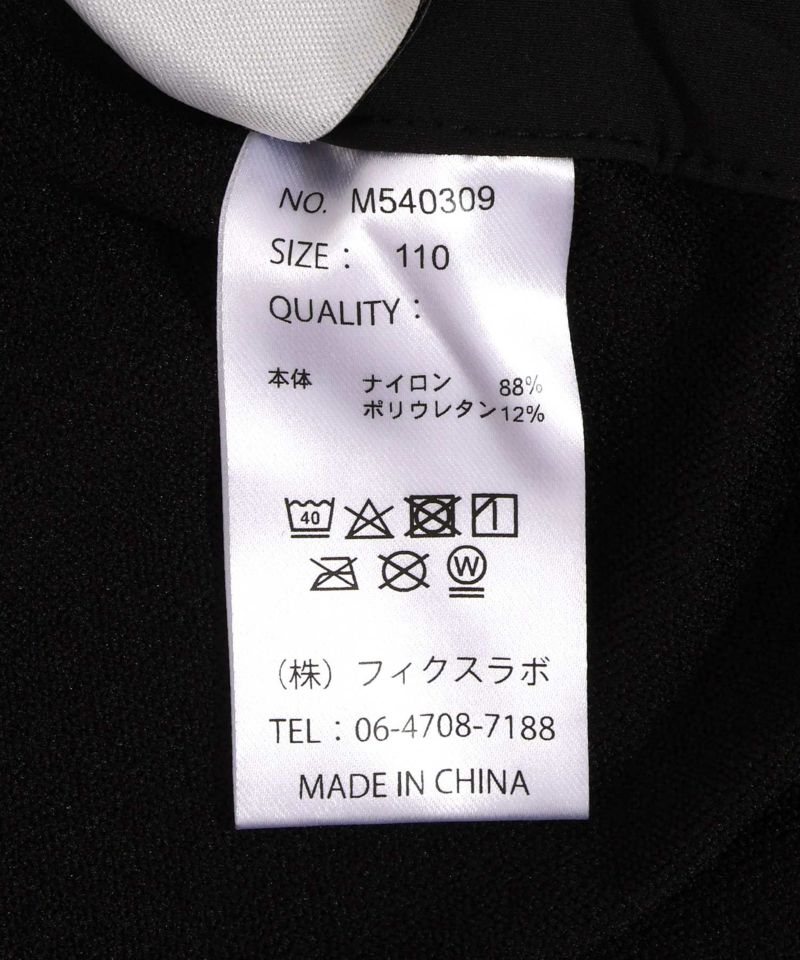 NO. M540309
SIZE： 110
QUALITY：
本体 ナイロン 88%
ポリウレタン 12%
40
W
（株）フィクスラボ
TEL：06-4708-7188
MADE IN CHINA